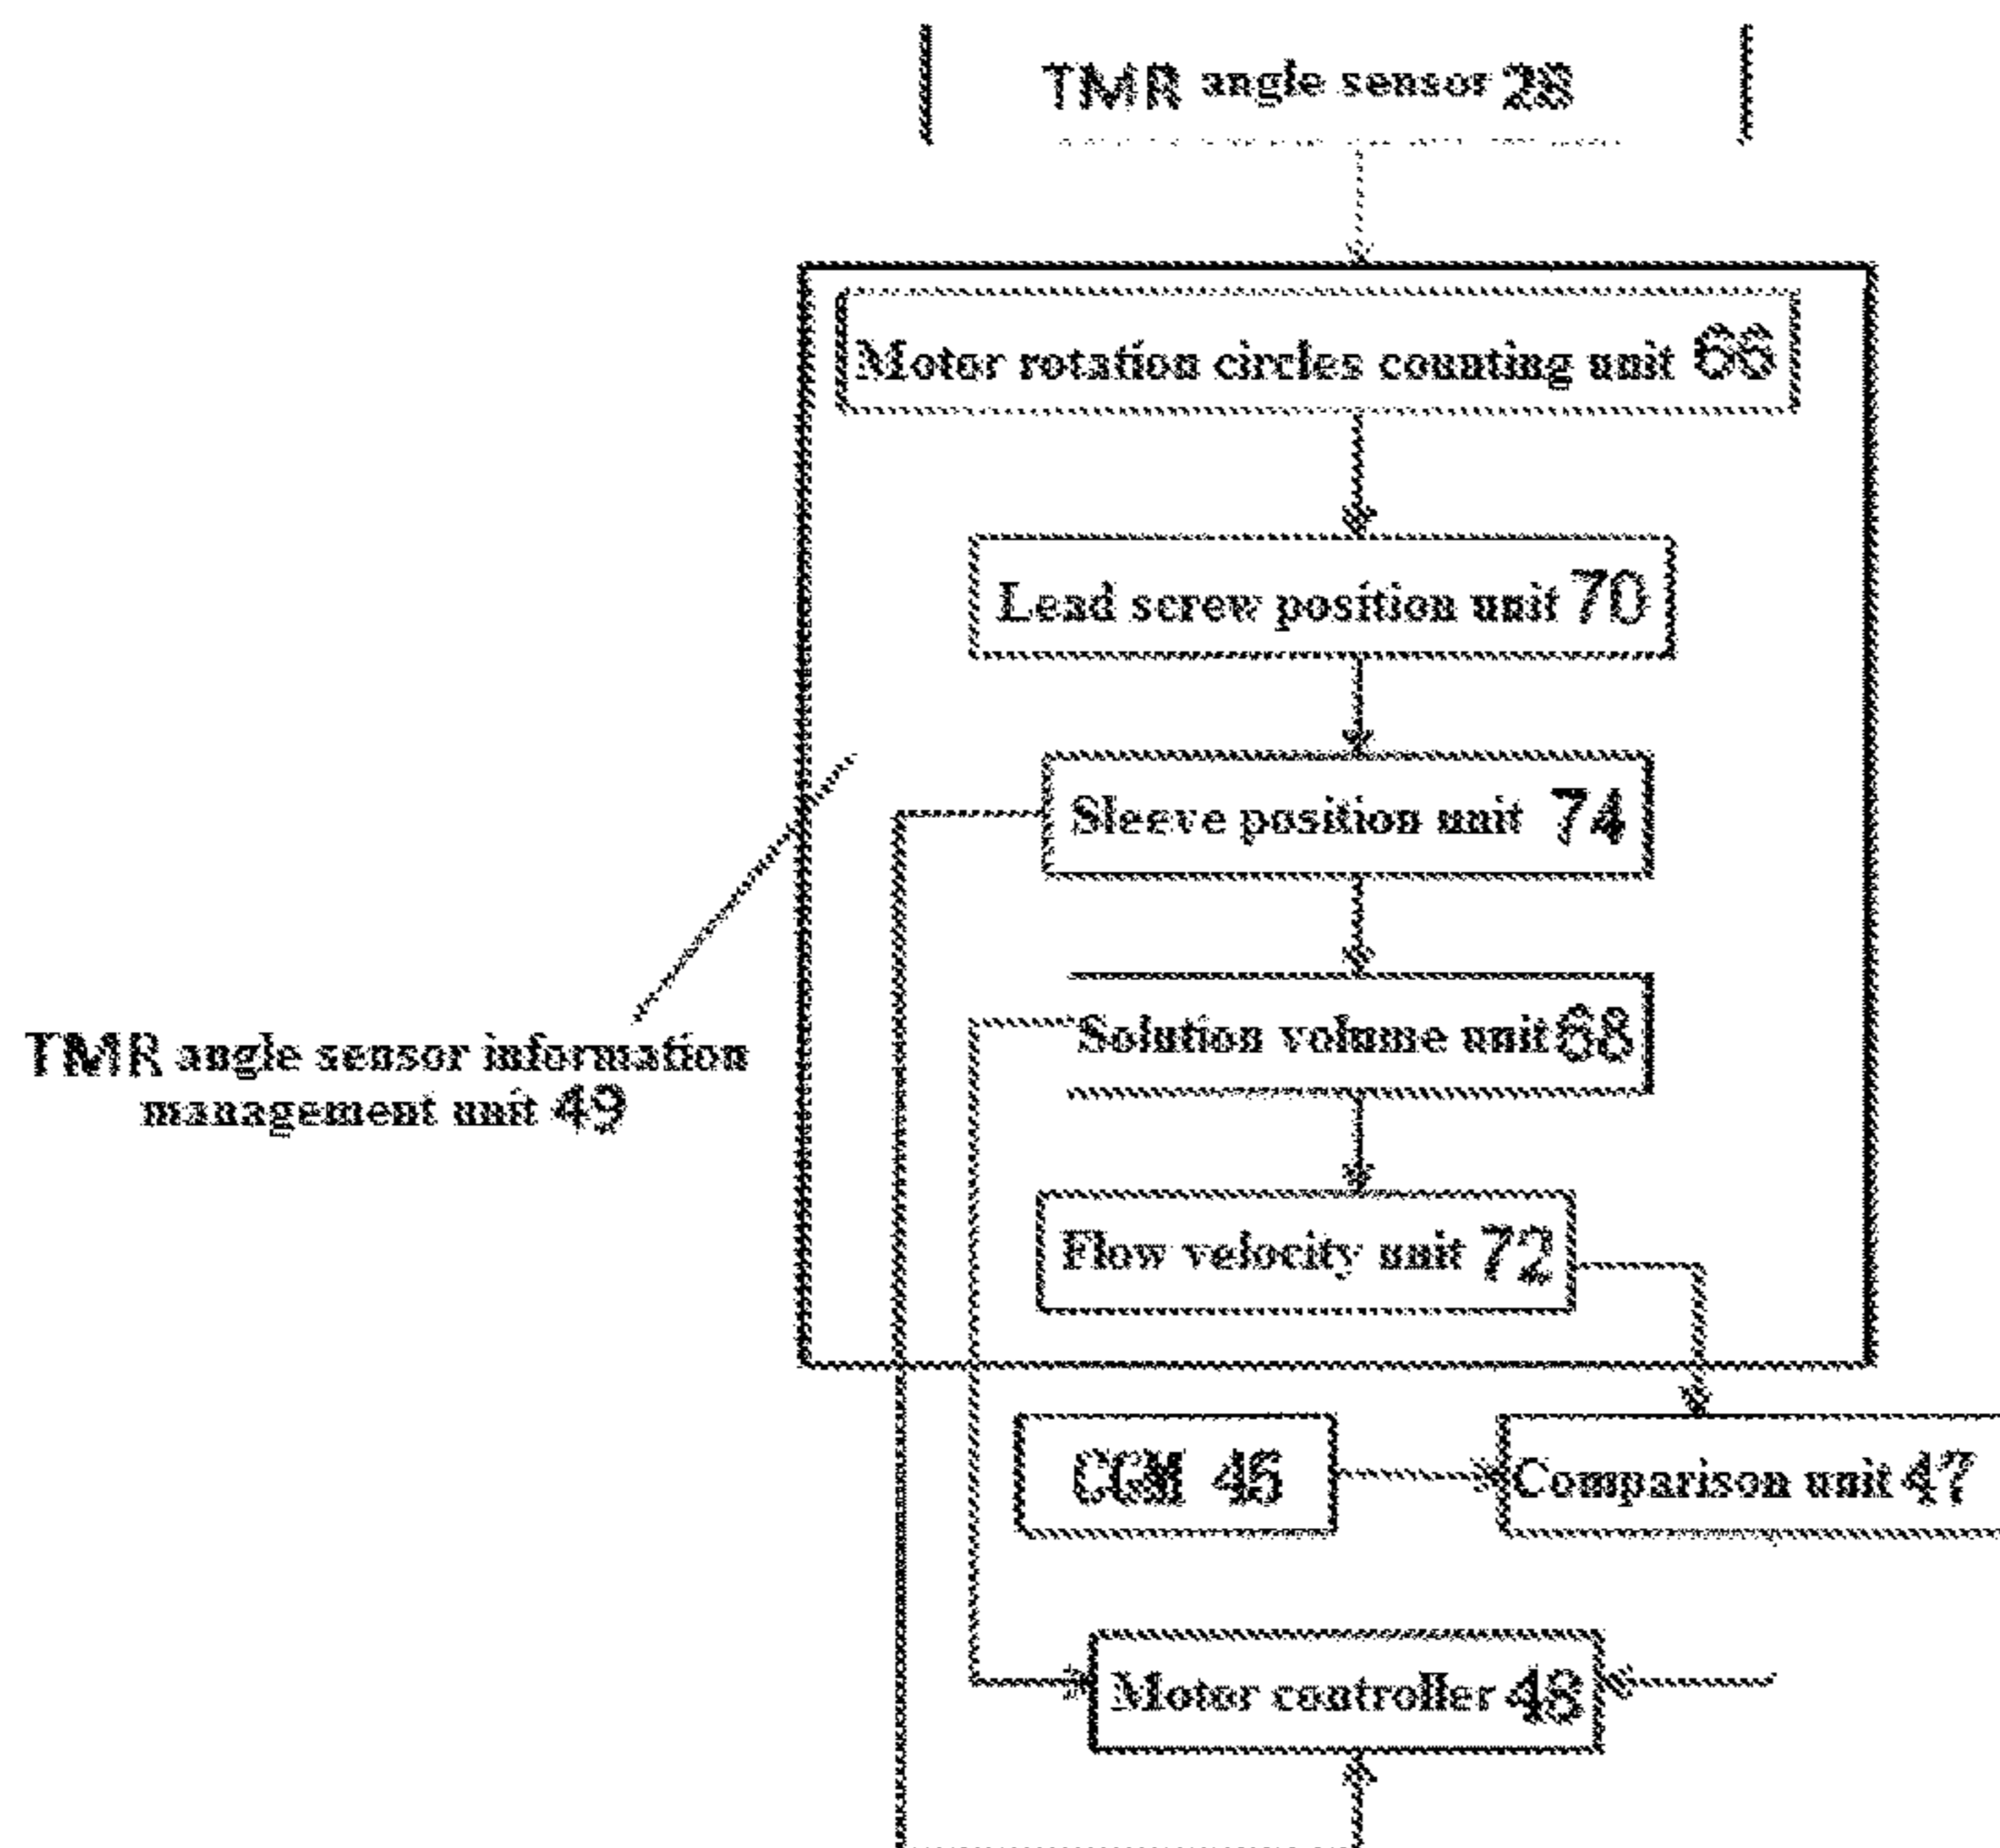 TMR angle sensor 28
Motor rotation circles counting unit 66
Lead screw position unit 70
Sleeve position unit 74
Solution volume unit 68
TMR angle sensor information
management unit 49
Flow velocity unit 72
CGM 45
Comparison unit 47
Motor controller 48